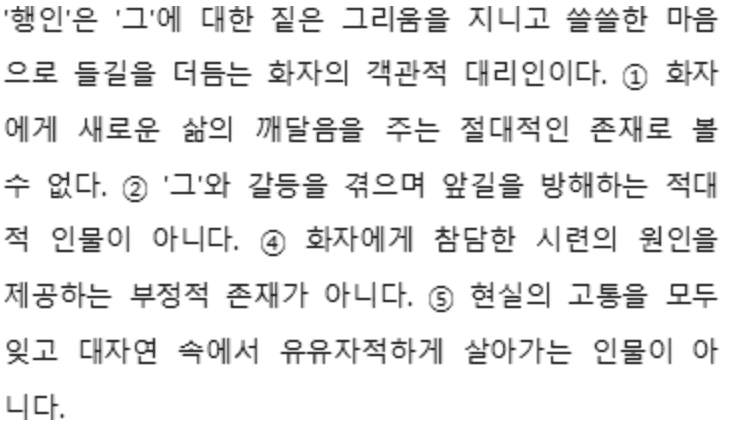 '행인'은 '그'에 대한 짙은 그리움을 지니고 쓸쓸한 마음
으로 들길을 더듬는 화자의 객관적 대리인이다. ① 화자
에게 새로운 삶의 깨달음을 주는 절대적인 존재로 볼
수 없다. ② '그'와 갈등을 겪으며 앞길을 방해하는 적대
적 인물이 아니다. ④ 화자에게 참담한 시련의 원인을
제공하는 부정적 존재가 아니다. ⑤ 현실의 고통을 모두
잊고 대자연 속에서 유유자적하게 살아가는 인물이 아
니다.